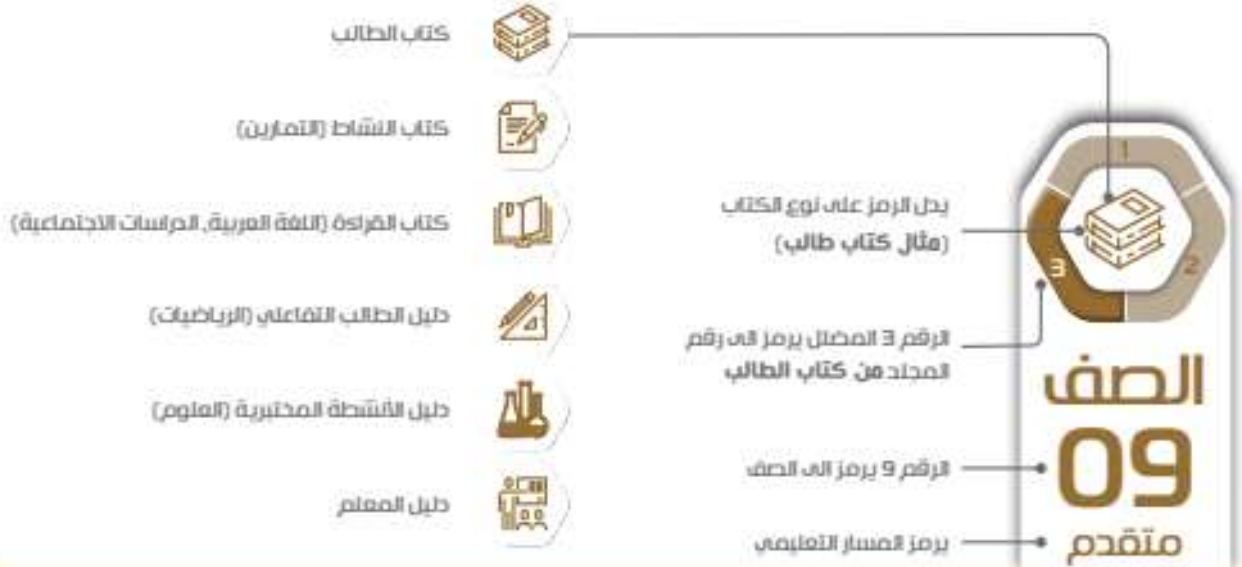 كتاب الطالب
كتاب النشاط (التمارين)
كتاب القراءة (اللغة العربية, الدراسات الاجتماعية)
دليل الطالب التفاعلي (الرياضيات)
دليل الأنشطة المختبرية (العلوم)
دليل المعلم
يدل الرمز على نوع الكتاب
(مثال كتاب طالب)
الرقم 3 المضلل يرمز الى رقم
المجلد من كتاب الطالب
الرقم 9 يرمز الى الصف
يرمز المسار التعليمي
1
2
3
الصف
09
متقدم